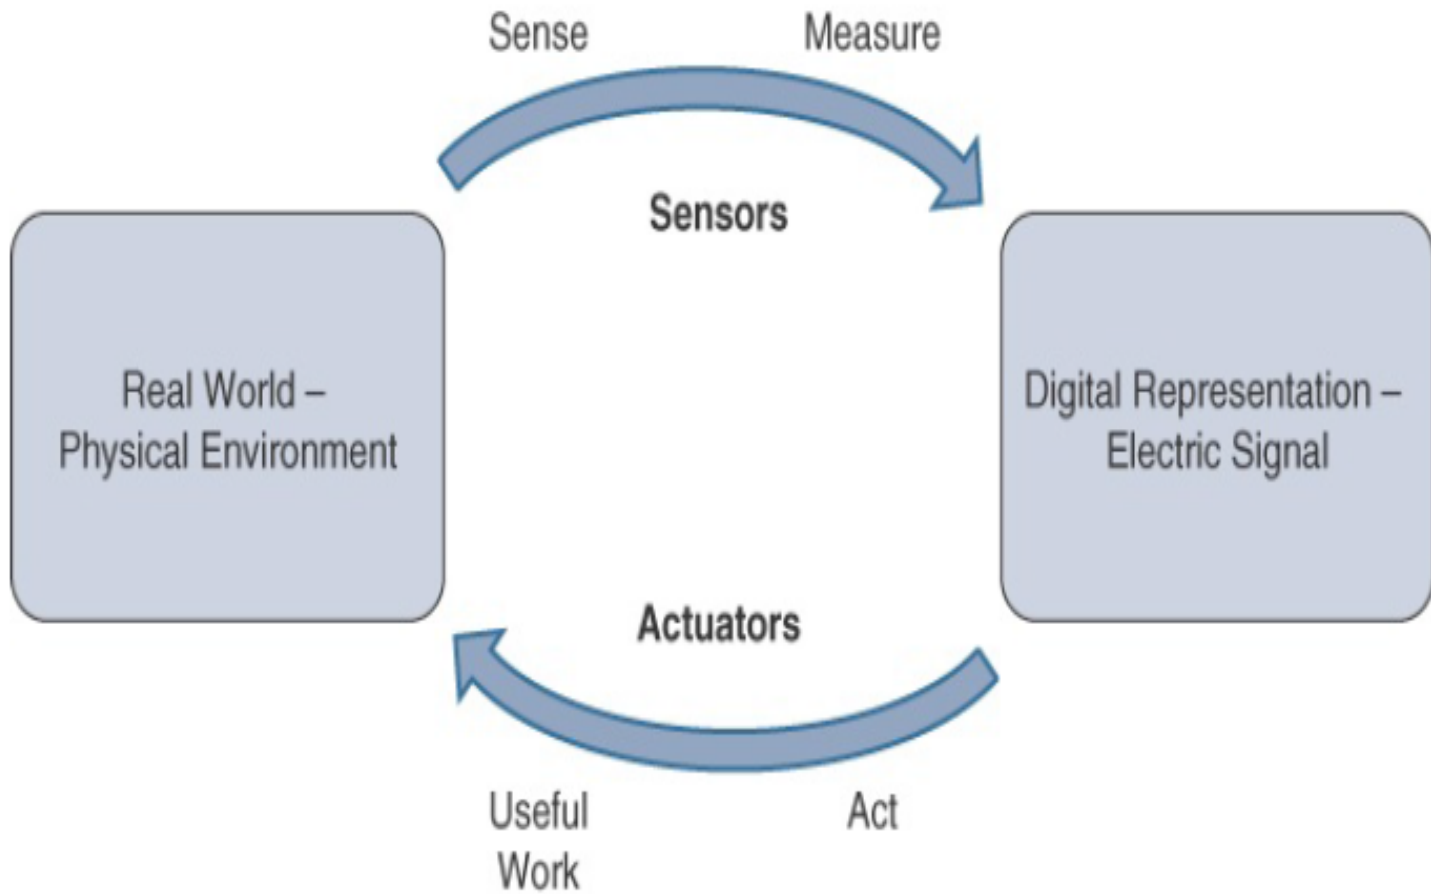 Sense
Measure
Sensors
Real World –
Physical Environment
Digital Representation –
Electric Signal
Actuators
Useful
Work
Act